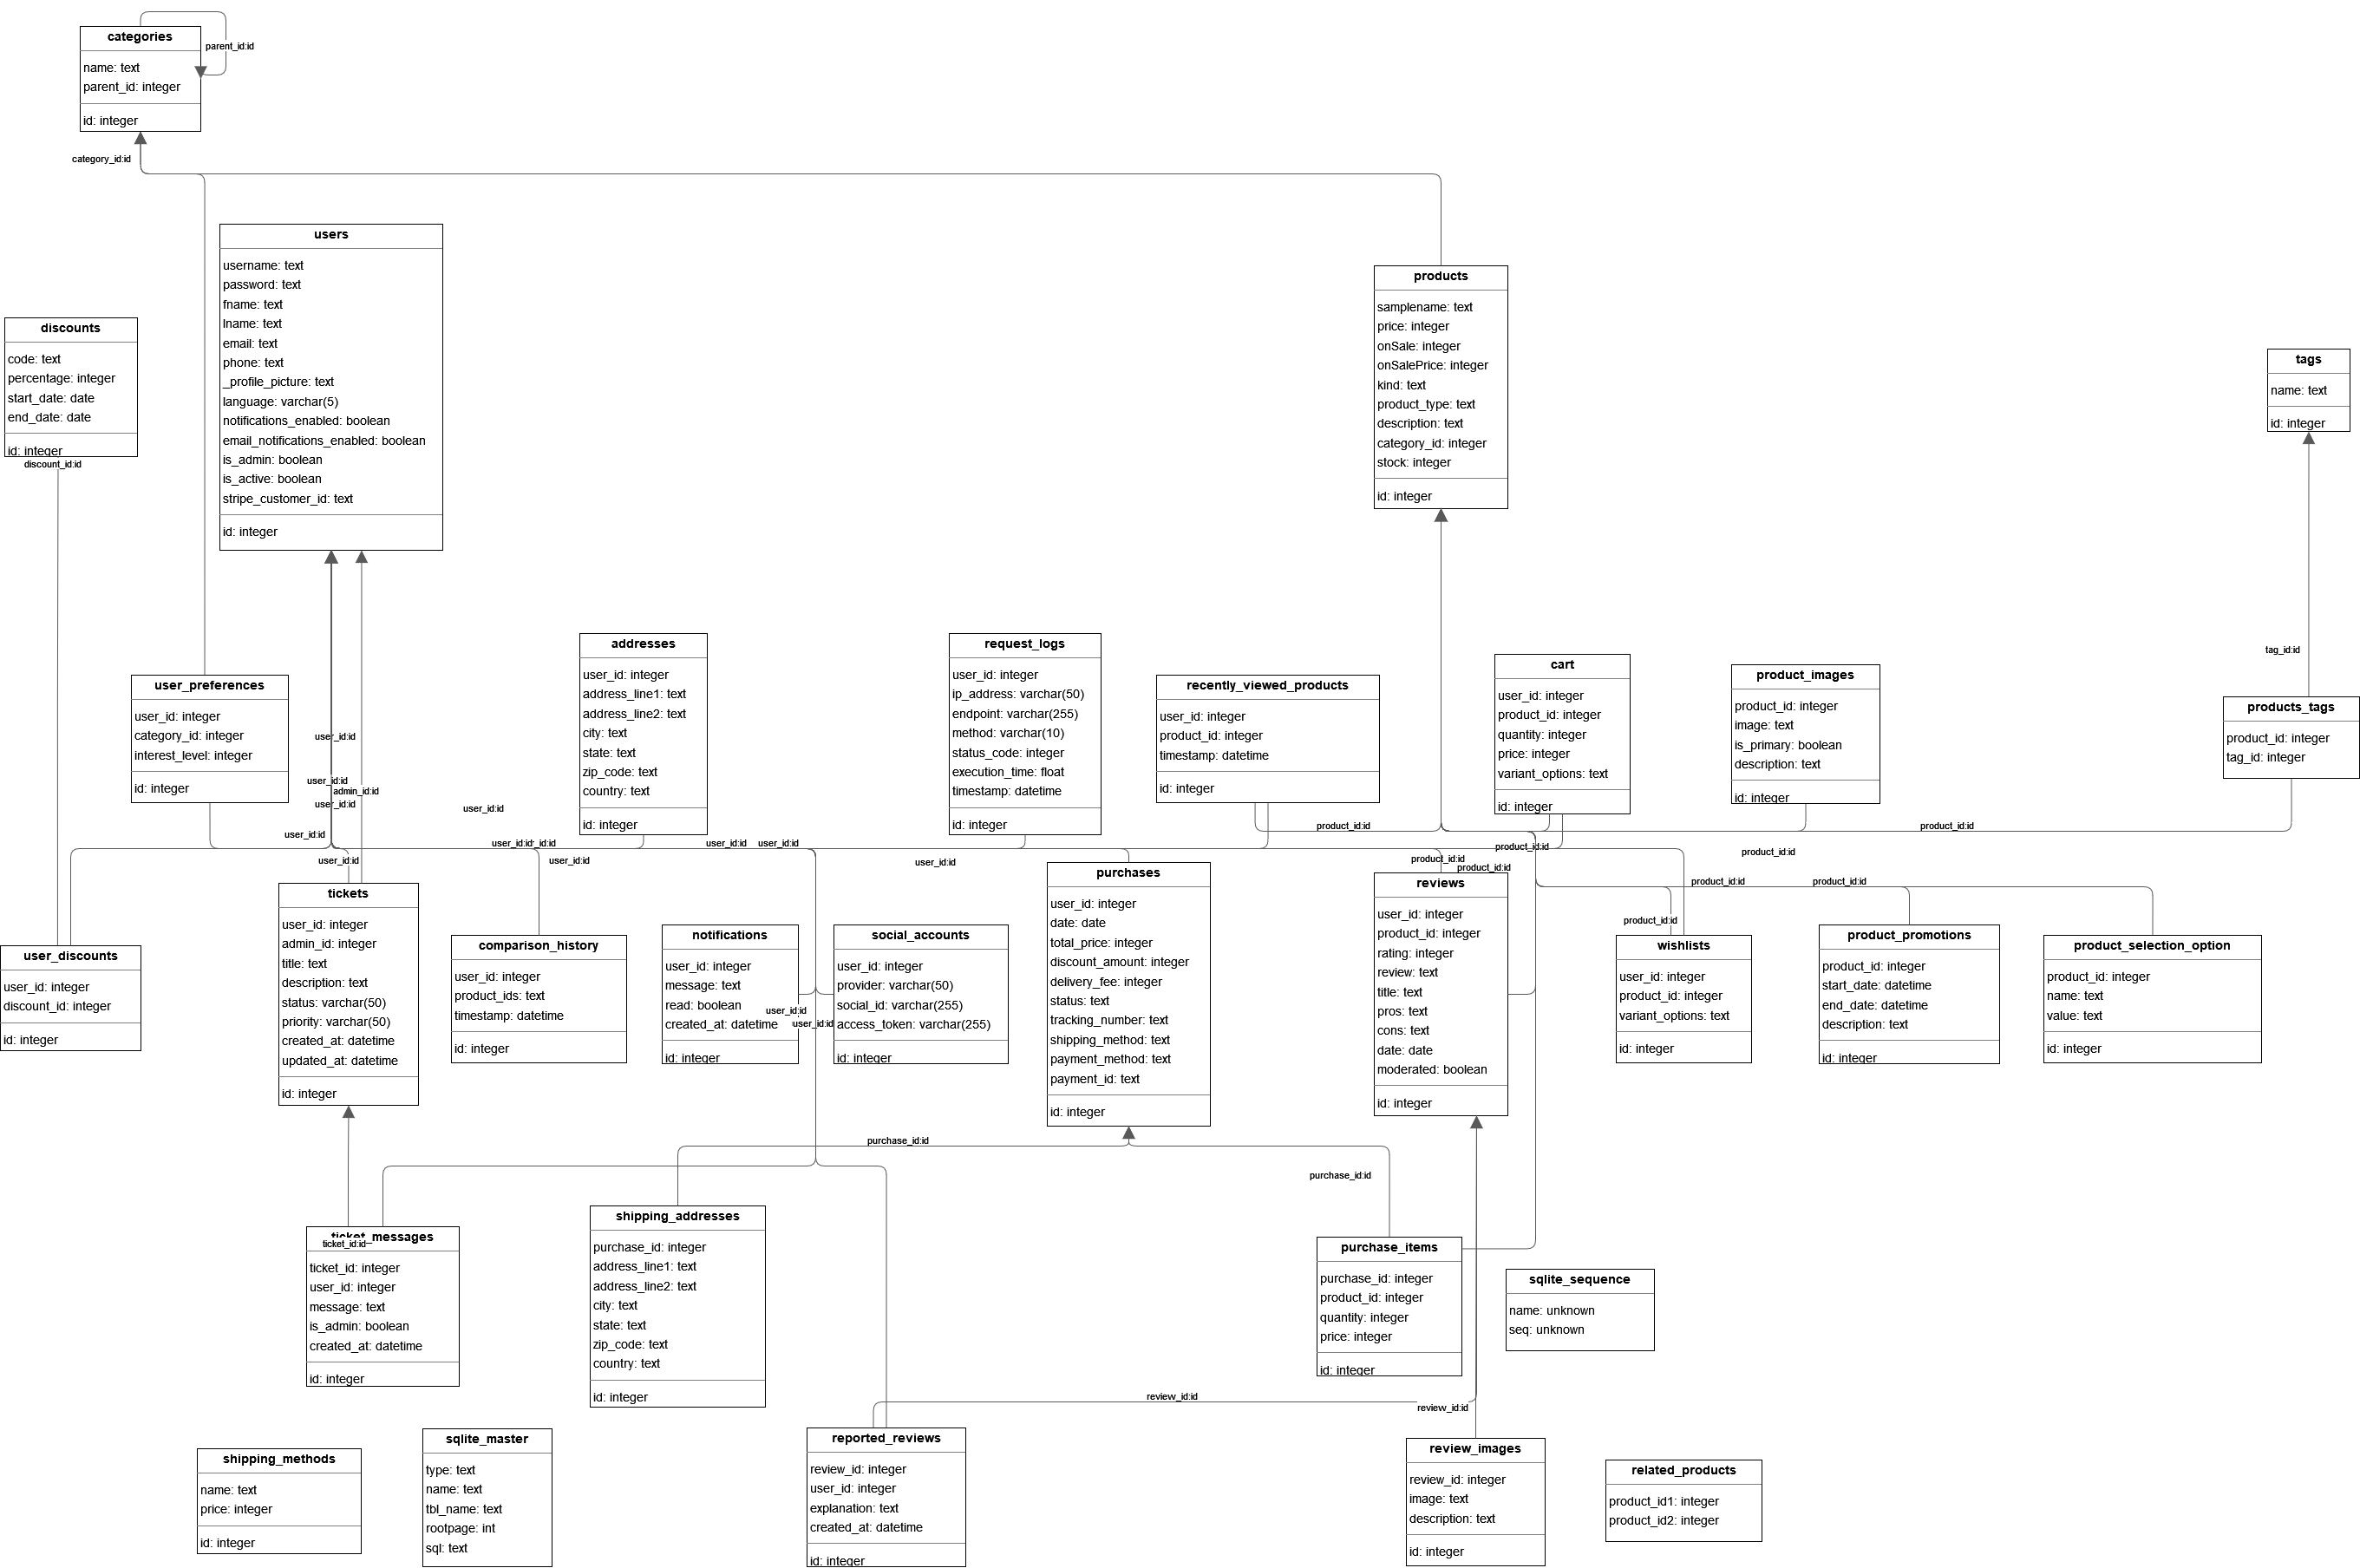 categories
name: text
parent_id: integer
id: integer
parent_id:id
category_id:id
users
username: text
password: text
fname: text
lname: text
email: text
phone: text
_profile_picture: text
language: varchar(5)
notifications_enabled: boolean
email_notifications_enabled: boolean
is_admin: boolean
is_active: boolean
stripe_customer_id: text
id: integer
products
samplename: text
price: integer
onSale: integer
onSalePrice: integer
kind: text
product_type: text
description: text
category_id: integer
stock: integer
id: integer
discounts
code: text
percentage: integer
start_date: date
end_date: date
id: integer
discount_id:id
tags
name: text
id: integer
tag_id:id
user_preferences
user_id: integer
category_id: integer
interest_level: integer
id: integer
user_id:id
user_id:id
admin_id:id
user_id:id
user_id:id
user_id:id
user_id:id
addresses
user_id: integer
address_line1: text
address_line2: text
city: text
state: text
zip_code: text
country: text
id: integer
request_logs
user_id: integer
ip_address: varchar(50)
endpoint: varchar(255)
method: varchar(10)
status_code: integer
execution_time: float
timestamp: datetime
id: integer
recently_viewed_products
user_id: integer
product_id: integer
timestamp: datetime
id: integer
cart
user_id: integer
product_id: integer
quantity: integer
price: integer
variant_options: text
id: integer
product_images
product_id: integer
image: text
is_primary: boolean
description: text
id: integer
products_tags
product_id: integer
tag_id: integer
product_id:id
product_id:id
user_id:id
_id:id
user_id:id
user_id:id
user_id:id
user_id:id
product_id:id
product_id:id
product_id:id
product_id:id
product_id:id
product_id:id
product_id:id
tickets
user_id: integer
admin_id: integer
title: text
description: text
status: varchar(50)
priority: varchar(50)
created_at: datetime
updated_at: datetime
id: integer
user_discounts
user_id: integer
discount_id: integer
id: integer
comparison_history
user_id: integer
product_ids: text
timestamp: datetime
id: integer
notifications
user_id: integer
message: text
read: boolean
created_at: datetime
id: integer
user_id:id
user_id:id
social_accounts
user_id: integer
provider: varchar(50)
social_id: varchar(255)
access_token: varchar(255)
id: integer
purchases
user_id: integer
date: date
total_price: integer
discount_amount: integer
delivery_fee: integer
status: text
tracking_number: text
shipping_method: text
payment_method: text
payment_id: text
id: integer
reviews
user_id: integer
product_id: integer
rating: integer
review: text
title: text
pros: text
cons: text
date: date
moderated: boolean
id: integer
wishlists
user_id: integer
product_id: integer
variant_options: text
id: integer
product_promotions
product_id: integer
start_date: datetime
end_date: datetime
description: text
id: integer
product_selection_option
product_id: integer
name: text
value: text
id: integer
purchase_id:id
purchase_id:id
ticket_messages
ticket_id:id
ticket_id: integer
user_id: integer
message: text
is_admin: boolean
created_at: datetime
id: integer
shipping_addresses
purchase_id: integer
address_line1: text
address_line2: text
city: text
state: text
zip_code: text
country: text
id: integer
purchase_items
purchase_id: integer
product_id: integer
quantity: integer
price: integer
id: integer
sqlite_sequence
name: unknown
seq: unknown
review_id:id
review_id:id
shipping_methods
name: text
price: integer
id: integer
sqlite_master
type: text
name: text
tbl_name: text
rootpage: int
sql: text
reported_reviews
review_id: integer
user_id: integer
explanation: text
created_at: datetime
id: integer
review_images
review_id: integer
image: text
description: text
id: integer
related_products
product_id1: integer
product_id2: integer